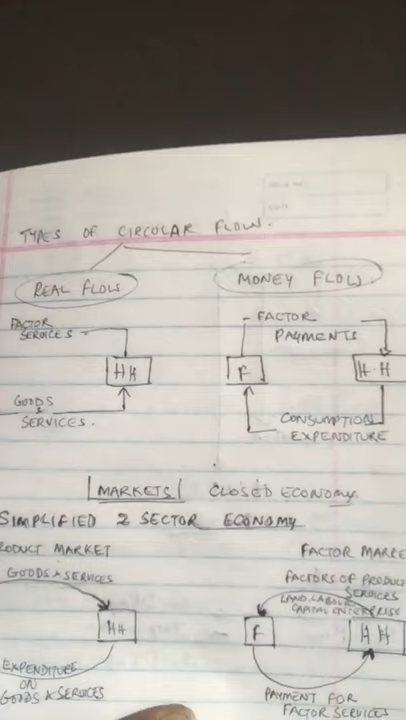 TYPES OF CIRCULAR FLOW.
REAL FLOW
MONEY FLOW
FACTOR
SERVICES
HH
GOODS
&
SERVICES.
FACTOR
PAYMENTS
F
H.H
CONSUMPTION
EXPENDITURE
MARKETS CLOSED ECONOMY.
SIMPLIFIED 2 SECTOR ECONOMY
RODUCT MARKET
GOODS & SERVICES
HH
EXPENDITURE
ON
GOODS & SERVICES
FACTOR MARKE
FACTORS OF PRODUCT
SERVICES
LAND, LABOUR
CAPITAL ENTERPRISE
F
HH
PAYMENT FOR
FACTOR SERVICES